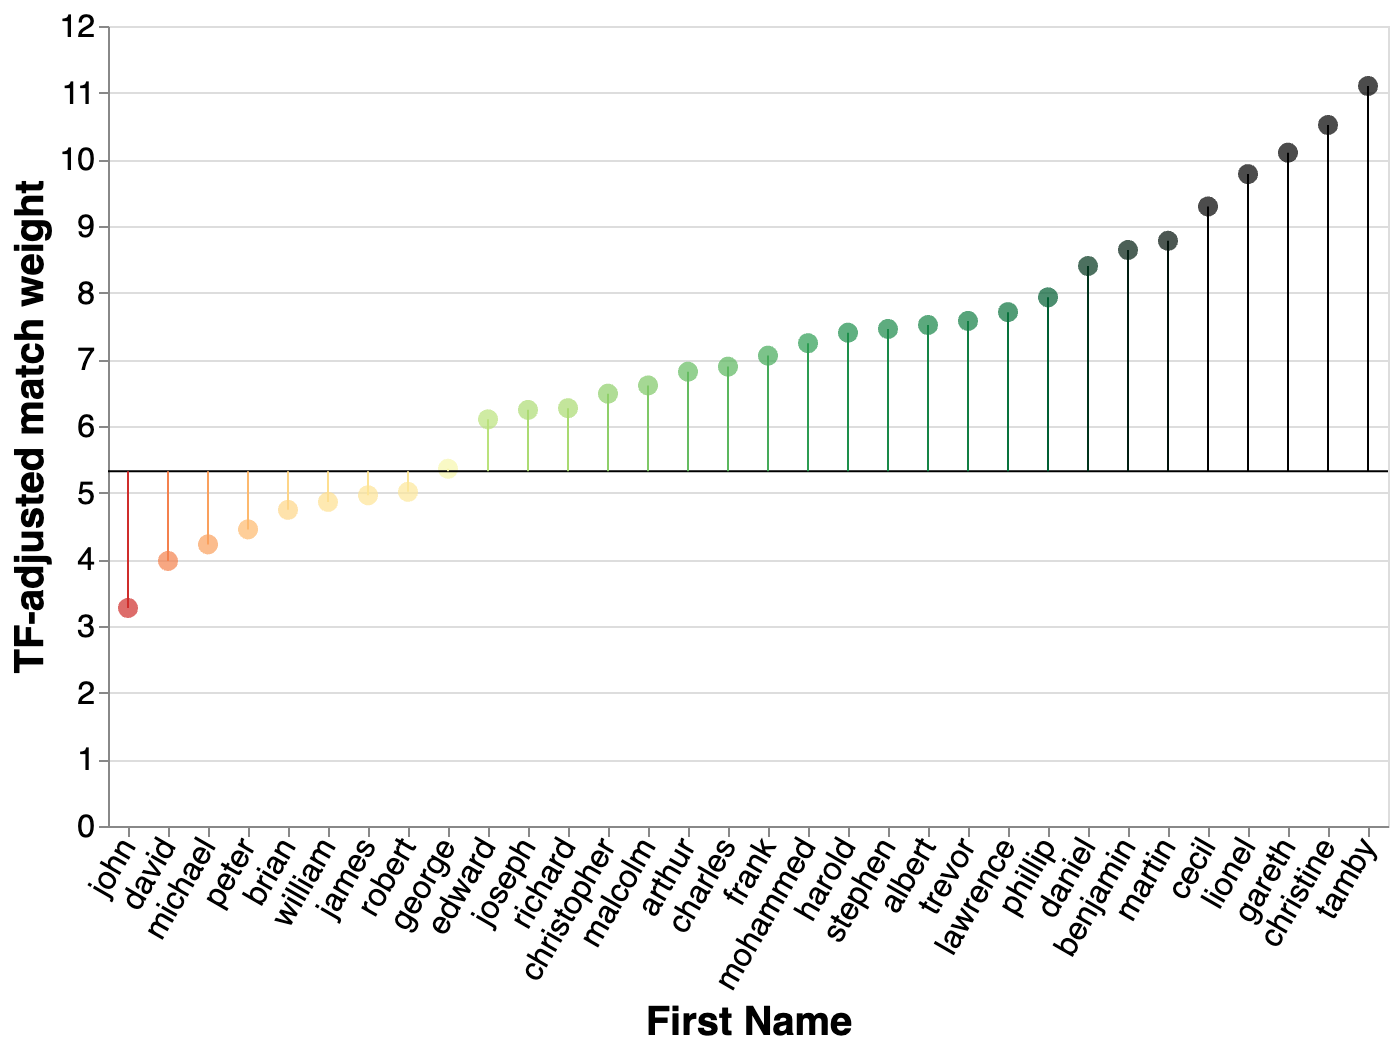 TF-adjusted match weight
12
11
10
9
8
7
6
5
4
3
2
1
0
john
david
michael
peter
brian
william
james
robert
george
edward
joseph
richard
christopher
malcolm
arthur
charles
frank
mohammed
harold
stephen
albert
trevor
lawrence
phillip
daniel
benjamin
martin
cecil
lionel
gareth
christine
tamby
First Name